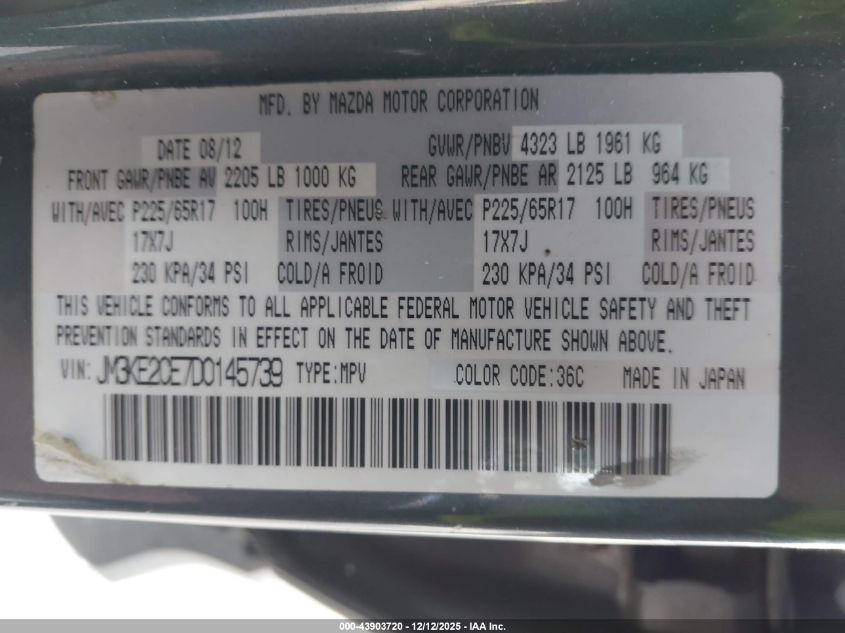 MFD. BY MAZDA MOTOR CORPORATION
DATE 08/12 GVWR/PNBV 4323 LB 1961 KG
FRONT GAWR/PNBE AV 2205 LB 1000 KG REAR GAWR/PNBE AR 2125 LB 964 KG
WITH/AVEC P225/65R17 100H TIRES/PNEUS WITH/AVEC P225/65R17 100H TIRES/PNEUS
17X7J RIMS/JANTES 17X7J RIMS/JANTES
230 KPA/34 PSI COLD/A FROID 230 KPA/34 PSI COLD/A FROID
THIS VEHICLE CONFORMS TO ALL APPLICABLE FEDERAL MOTOR VEHICLE SAFETY AND THEFT
PREVENTION STANDARDS IN EFFECT ON THE DATE OF MANUFACTURE SHOWN ABOVE.
VIN: JM3KE2CE7D0145739 TYPE:MPV COLOR CODE:36C MADE IN JAPAN
000-43903720 - 12/12/2025 - IAA Inc.